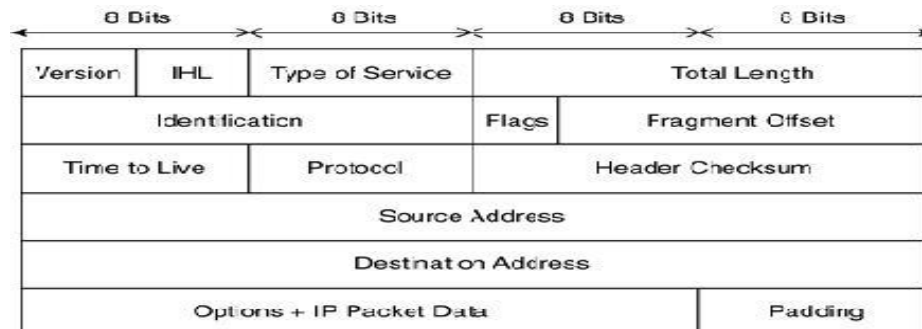 8 Bits 8 Bits 8 Bits 8 Bits
Version IHL Type of Service Total Length
Identification Flags Fragment Offset
Time to Live Protocol Header Checksum
Source Address
Destination Address
Options + IP Packet Data Padding